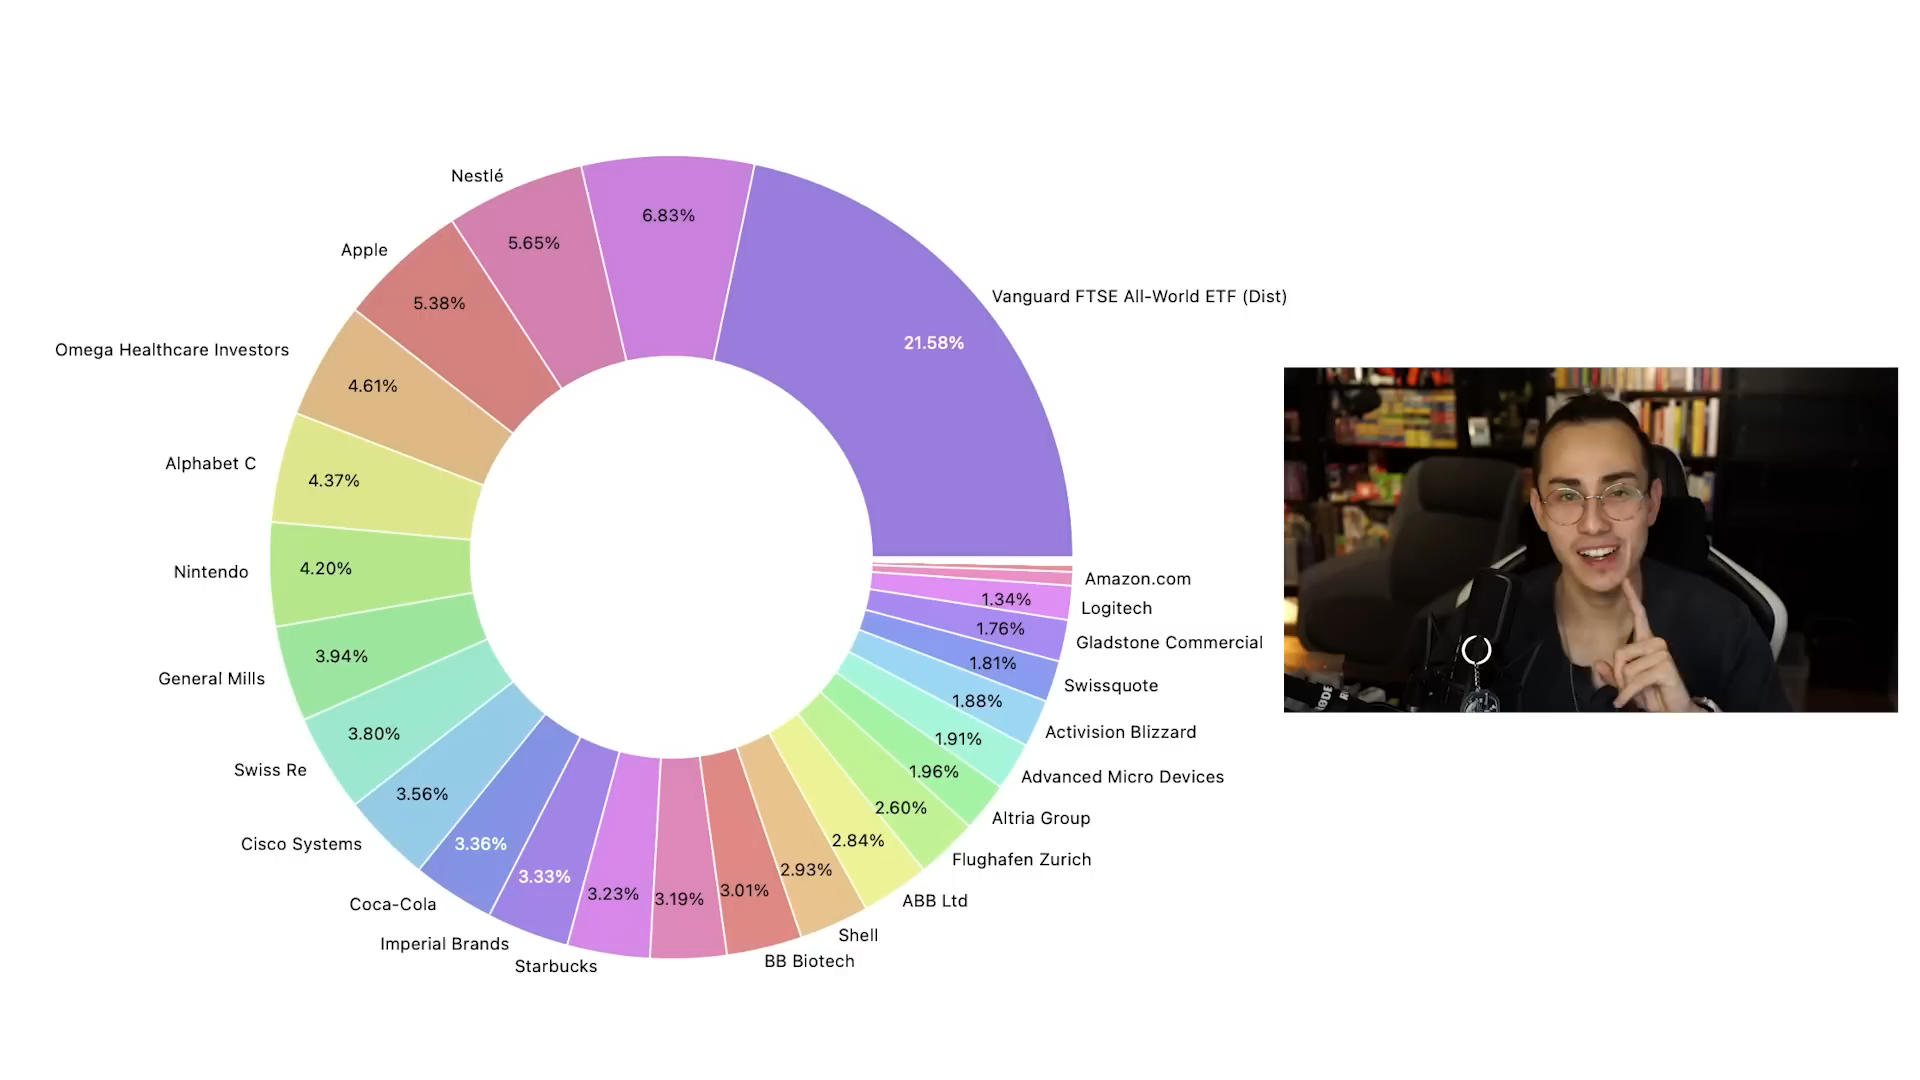 Nestlé
6.83%
5.65%
Apple
5.38%
Vanguard FTSE All-World ETF (Dist)
21.58%
Omega Healthcare Investors
4.61%
Alphabet C
4.37%
Nintendo
4.20%
General Mills
3.94%
Swiss Re
3.80%
Cisco Systems
3.56%
Coca-Cola
3.36%
Imperial Brands
3.33%
Starbucks
3.23%
3.19%
3.01%
BB Biotech
2.93%
Shell
2.84%
ABB Ltd
2.60%
Flughafen Zurich
1.96%
Altria Group
1.91%
Advanced Micro Devices
1.88%
Activision Blizzard
1.81%
Swissquote
1.76%
Gladstone Commercial
1.34%
Logitech
Amazon.com
RØDE